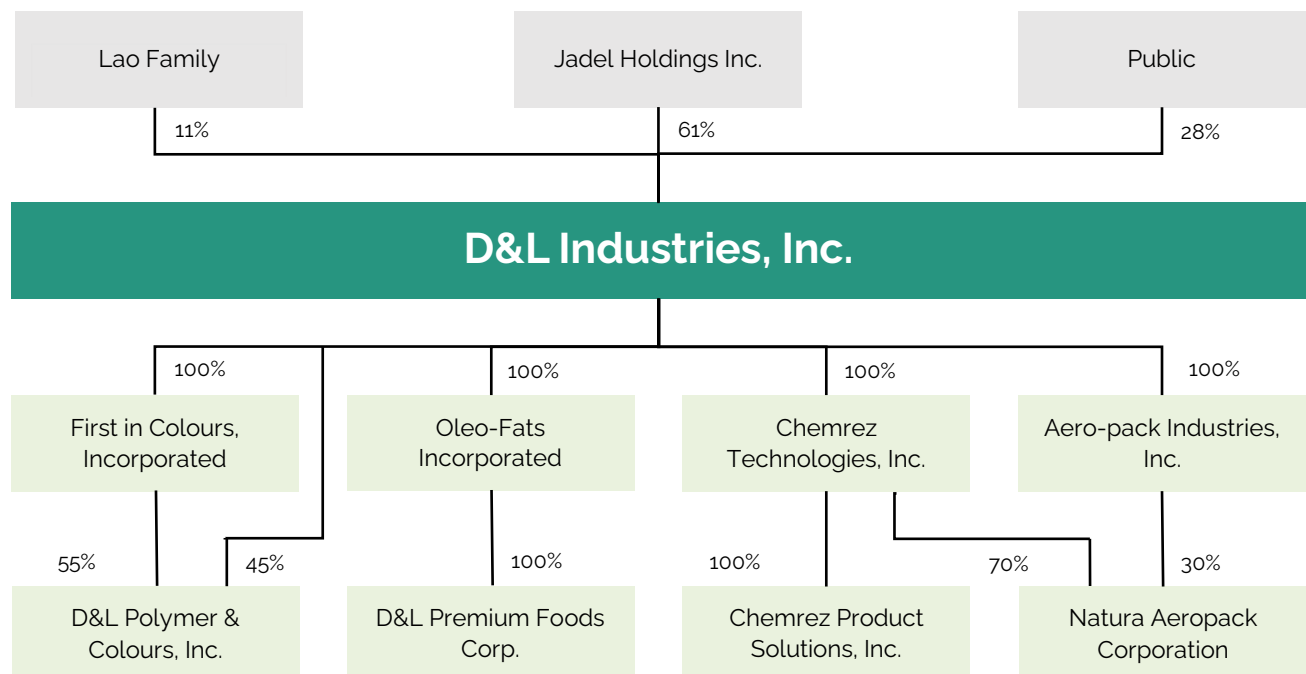 Lao Family
Jadel Holdings Inc.
Public
11%
61%
28%
D&L Industries, Inc.
100%
100%
100%
100%
First in Colours,
Incorporated
Oleo-Fats
Incorporated
Chemrez
Technologies, Inc.
Aero-pack Industries,
Inc.
55%
45%
100%
100%
70%
30%
D&L Polymer &
Colours, Inc.
D&L Premium Foods
Corp.
Chemrez Product
Solutions, Inc.
Natura Aeropack
Corporation